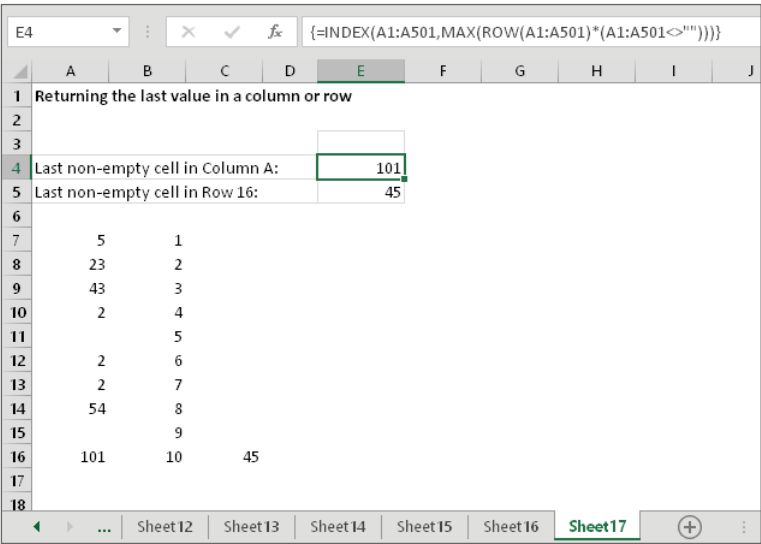 E4 fx {=INDEX(A1:A501,MAX(ROW(A1:A501)*(A1:A501<>"")))}
A B C D E F G H I J
1 Returning the last value in a column or row
2
3
4 Last non-empty cell in Column A: 101
5 Last non-empty cell in Row 16: 45
6
7 5 1
8 23 2
9 43 3
10 2 4
11 5
12 2 6
13 2 7
14 54 8
15 9
16 101 10 45
17
18
... Sheet12 Sheet13 Sheet14 Sheet15 Sheet16 Sheet17